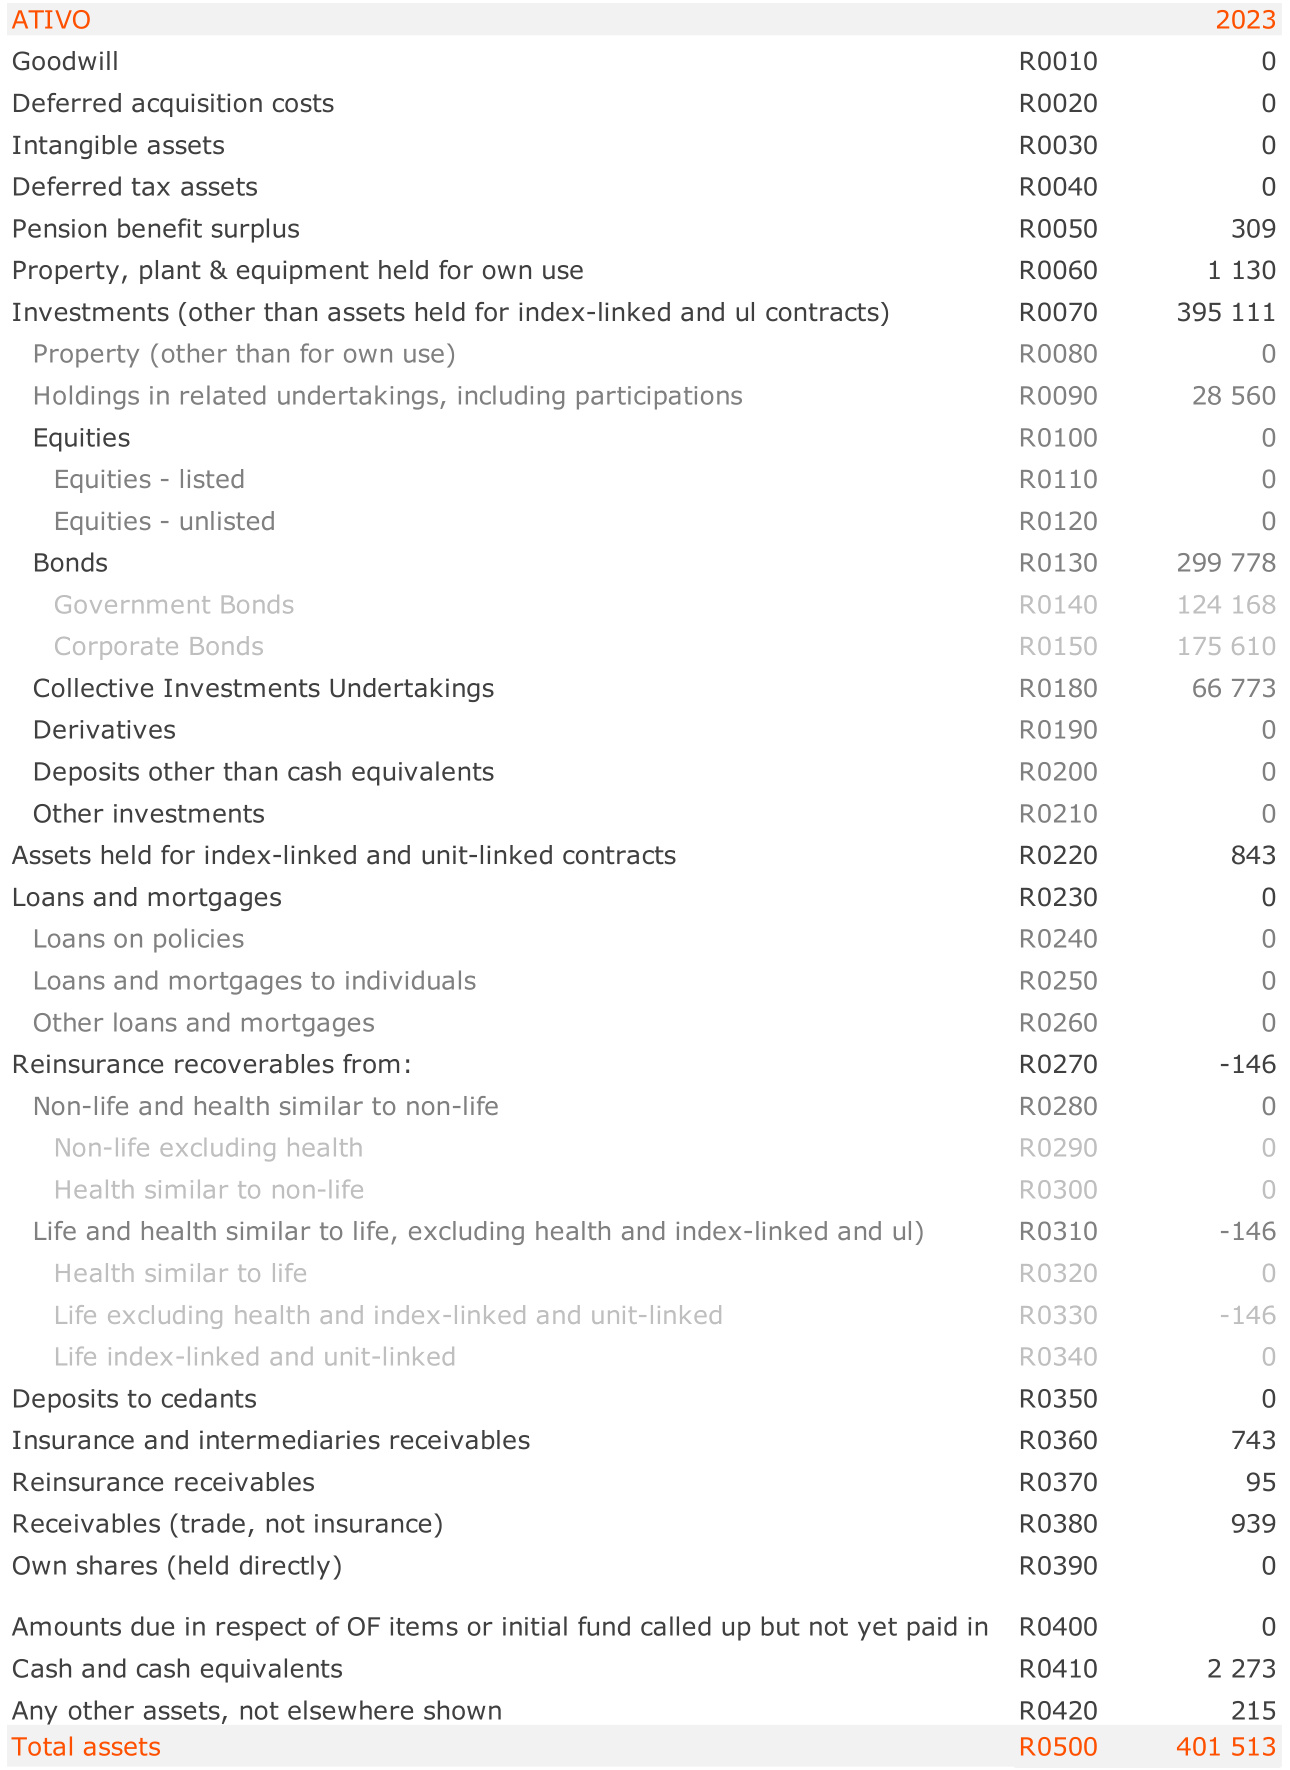 ATIVO 2023
Goodwill R0010 0
Deferred acquisition costs R0020 0
Intangible assets R0030 0
Deferred tax assets R0040 0
Pension benefit surplus R0050 309
Property, plant & equipment held for own use R0060 1 130
Investments (other than assets held for index-linked and ul contracts) R0070 395 111
Property (other than for own use) R0080 0
Holdings in related undertakings, including participations R0090 28 560
Equities R0100 0
Equities - listed R0110 0
Equities - unlisted R0120 0
Bonds R0130 299 778
Government Bonds R0140 124 168
Corporate Bonds R0150 175 610
Collective Investments Undertakings R0180 66 773
Derivatives R0190 0
Deposits other than cash equivalents R0200 0
Other investments R0210 0
Assets held for index-linked and unit-linked contracts R0220 843
Loans and mortgages R0230 0
Loans on policies R0240 0
Loans and mortgages to individuals R0250 0
Other loans and mortgages R0260 0
Reinsurance recoverables from: R0270 -146
Non-life and health similar to non-life R0280 0
Non-life excluding health R0290 0
Health similar to non-life R0300 0
Life and health similar to life, excluding health and index-linked and ul) R0310 -146
Health similar to life R0320 0
Life excluding health and index-linked and unit-linked R0330 -146
Life index-linked and unit-linked R0340 0
Deposits to cedants R0350 0
Insurance and intermediaries receivables R0360 743
Reinsurance receivables R0370 95
Receivables (trade, not insurance) R0380 939
Own shares (held directly) R0390 0
Amounts due in respect of OF items or initial fund called up but not yet paid in R0400 0
Cash and cash equivalents R0410 2 273
Any other assets, not elsewhere shown R0420 215
Total assets R0500 401 513